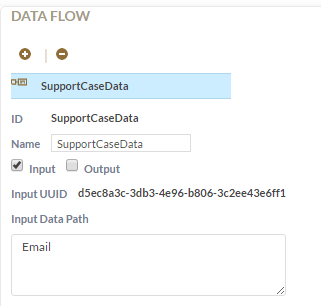 DATA FLOW
SupportCaseData
ID SupportCaseData
Name SupportCaseData
Input Output
Input UUID d5ec8a3c-3db3-4e96-b806-3c2ee43e6ff1
Input Data Path
Email